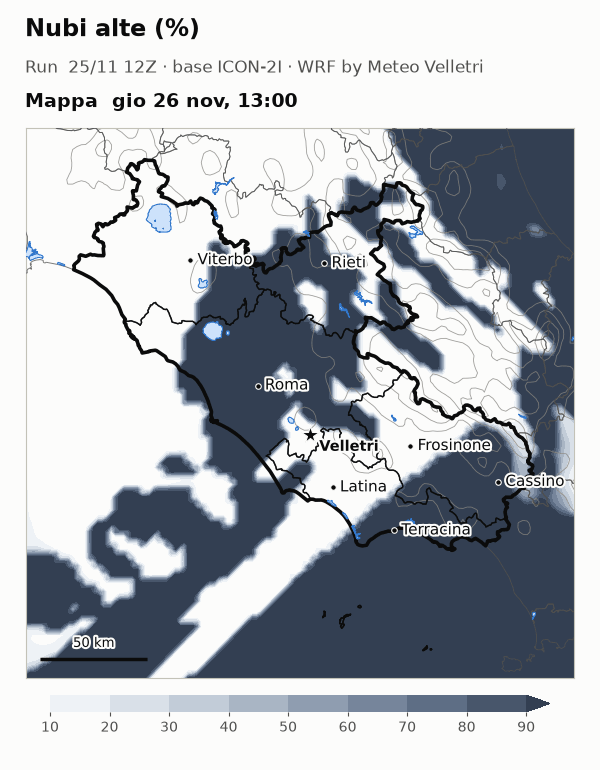 Nubi alte (%)
Run 25/11 12Z · base ICON-2I · WRF by Meteo Velletri
Mappa gio 26 nov, 13:00
Viterbo
Rieti
Roma
Velletri
Frosinone
Latina
Cassino
Terracina
50 km
10 20 30 40 50 60 70 80 90